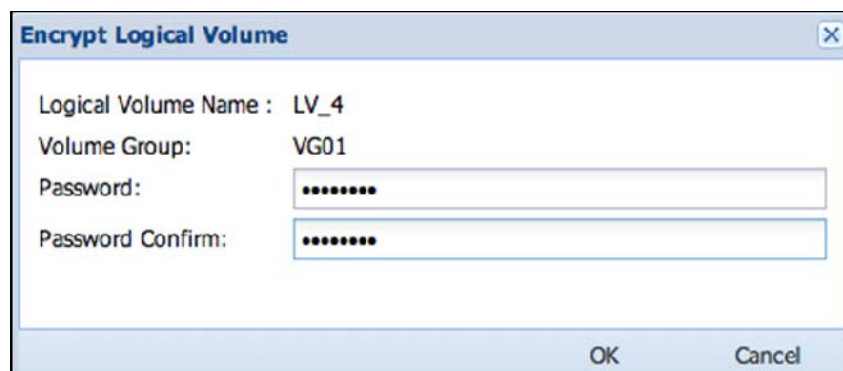 Encrypt Logical Volume
Logical Volume Name : LV_4
Volume Group: VG01
Password: ••••••••
Password Confirm: ••••••••
OK Cancel